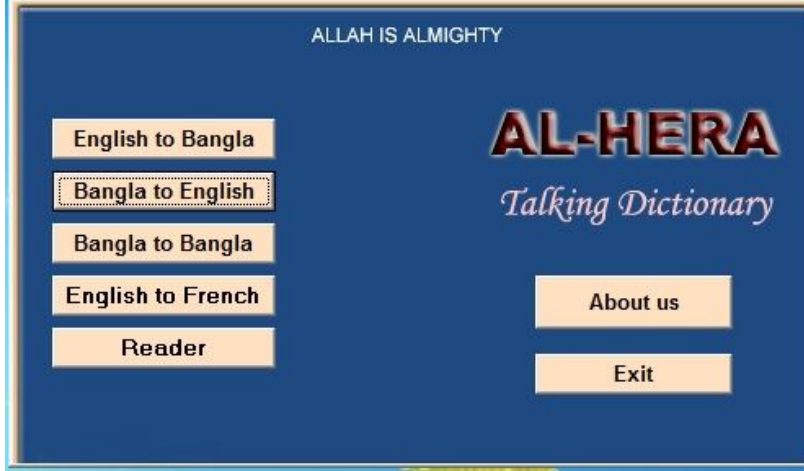 ALLAH IS ALMIGHTY
English to Bangla
Bangla to English
Bangla to Bangla
English to French
Reader
AL-HERA
Talking Dictionary
About us
Exit